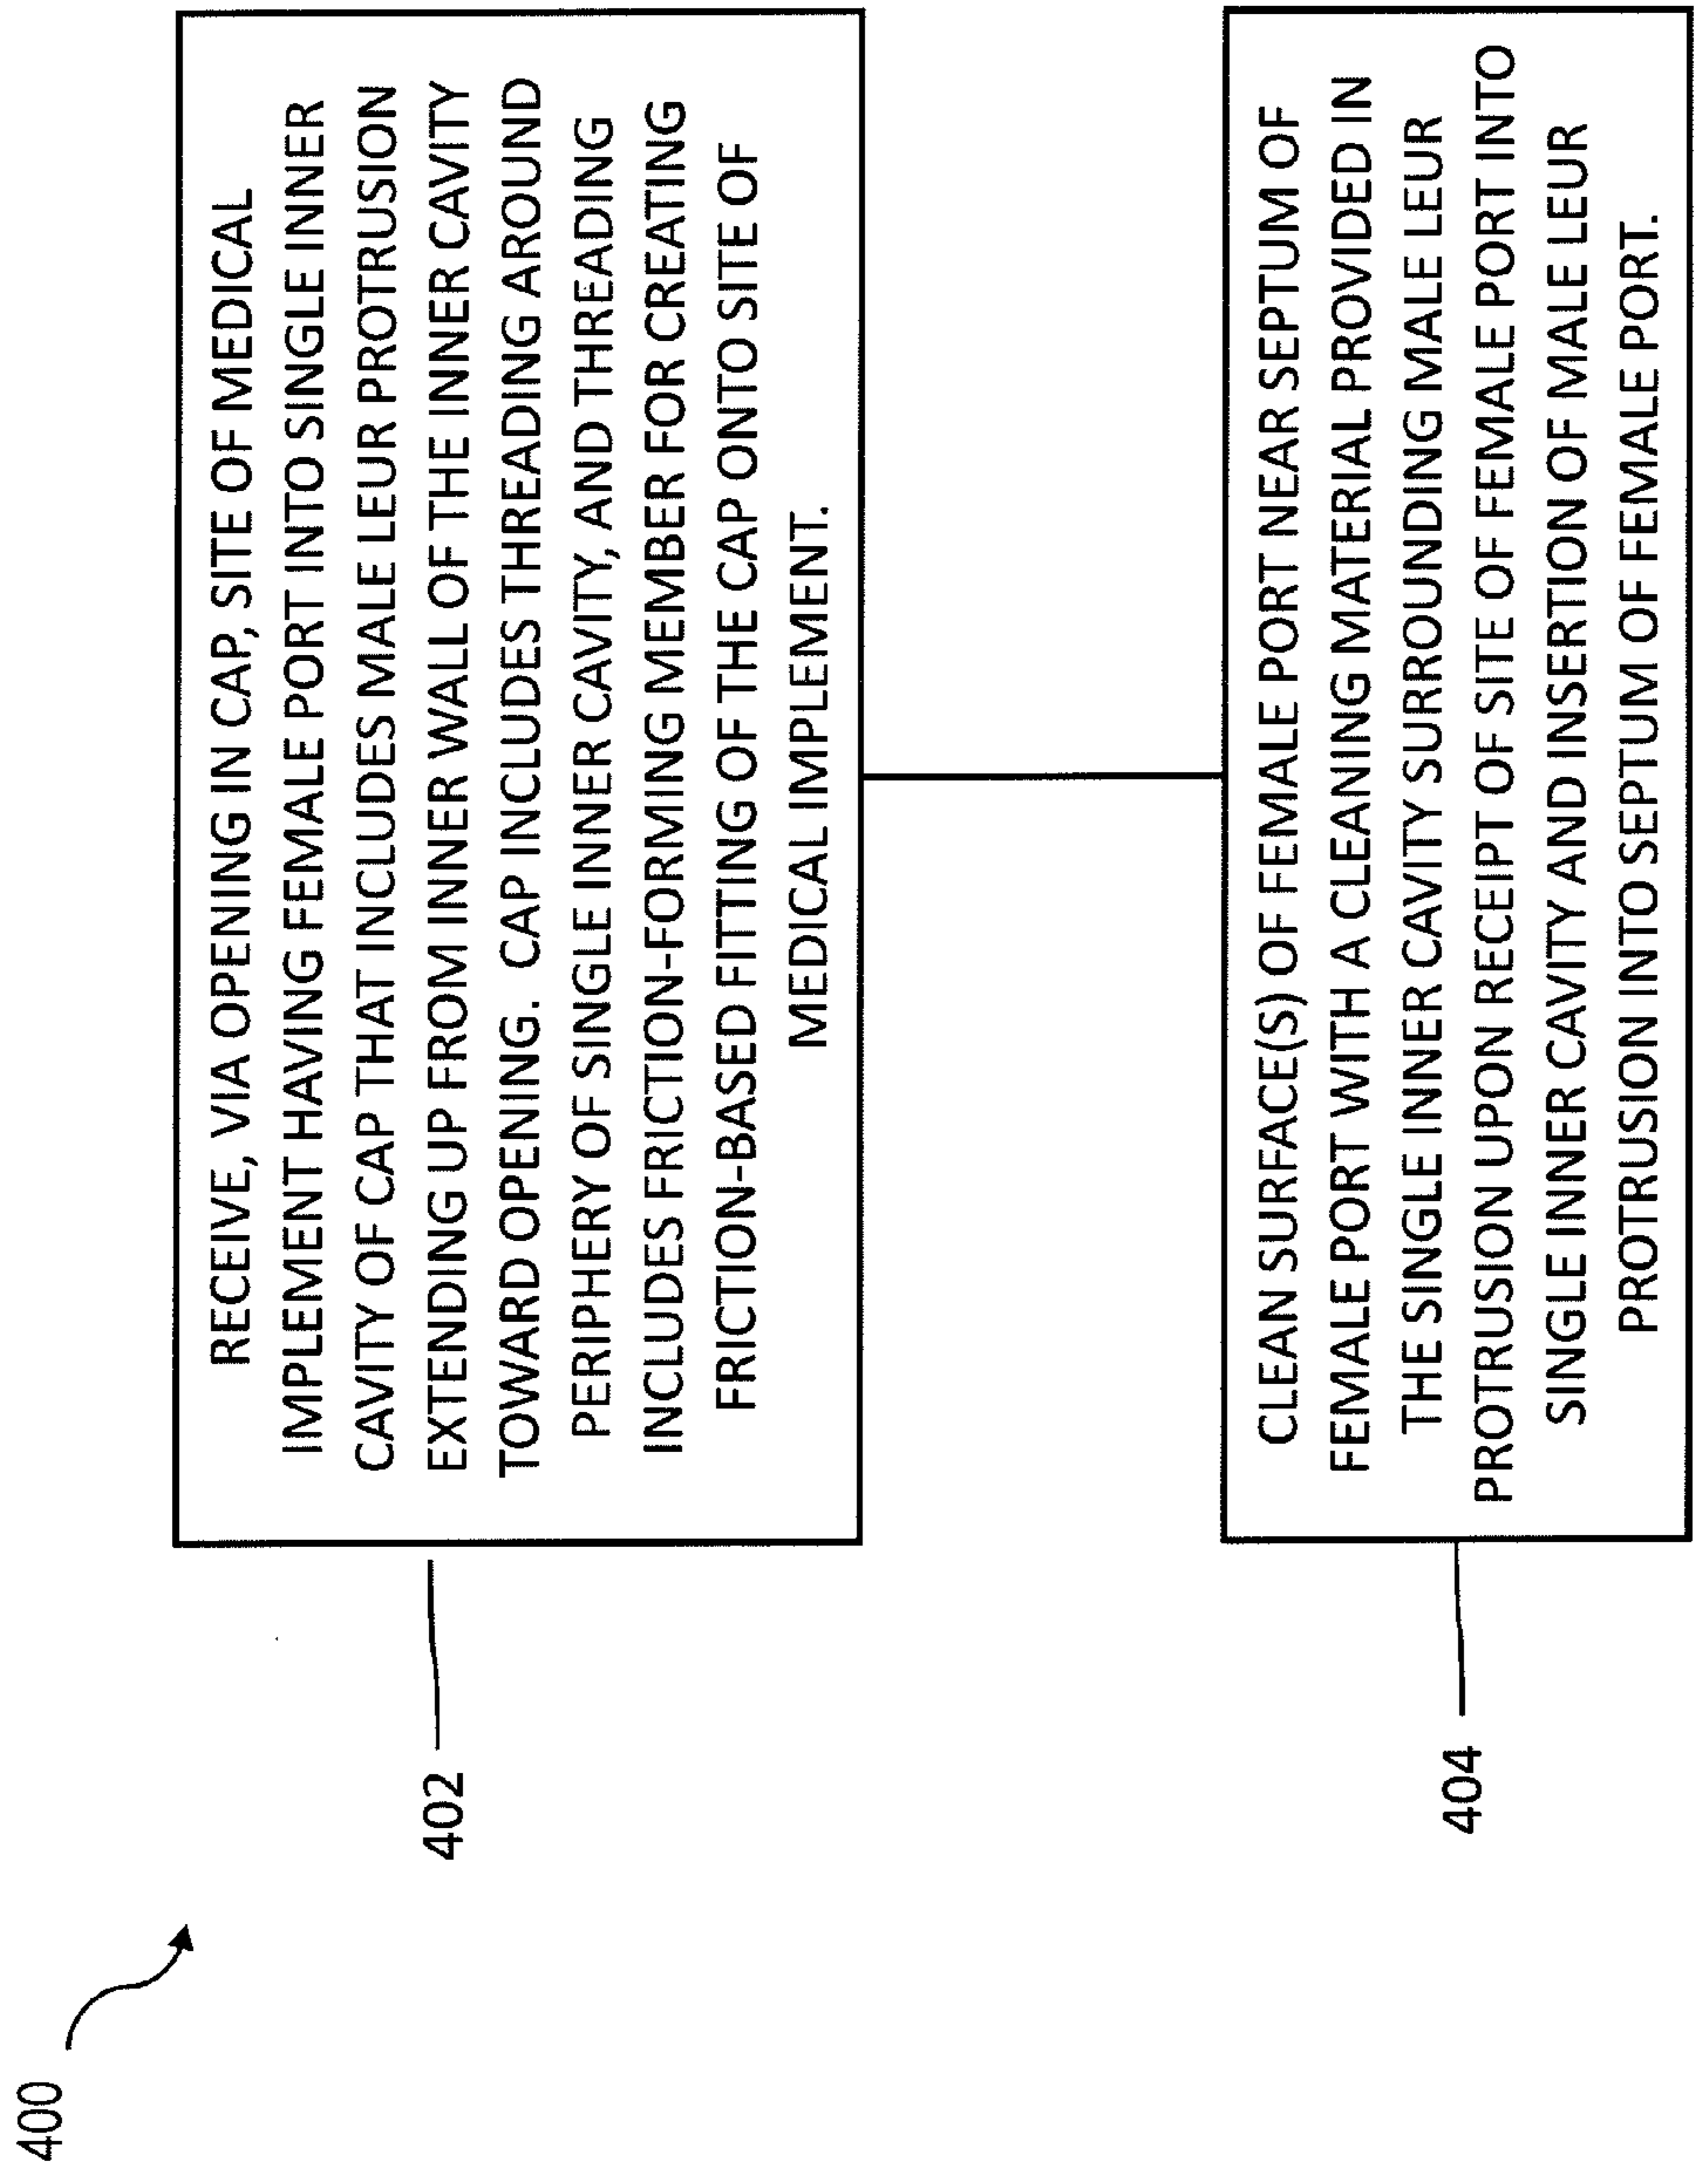 400
402
RECEIVE, VIA OPENING IN CAP, SITE OF MEDICAL
IMPLEMENT HAVING FEMALE PORT INTO SINGLE INNER
CAVITY OF CAP THAT INCLUDES MALE LEUR PROTRUSION
EXTENDING UP FROM INNER WALL OF THE INNER CAVITY
TOWARD OPENING. CAP INCLUDES THREADING AROUND
PERIPHERY OF SINGLE INNER CAVITY, AND THREADING
INCLUDES FRICTION-FORMING MEMBER FOR CREATING
FRICTION-BASED FITTING OF THE CAP ONTO SITE OF
MEDICAL IMPLEMENT.
404
CLEAN SURFACE(S) OF FEMALE PORT NEAR SEPTUM OF
FEMALE PORT WITH A CLEANING MATERIAL PROVIDED IN
THE SINGLE INNER CAVITY SURROUNDING MALE LEUR
PROTRUSION UPON RECEIPT OF SITE OF FEMALE PORT INTO
SINGLE INNER CAVITY AND INSERTION OF MALE LEUR
PROTRUSION INTO SEPTUM OF FEMALE PORT.